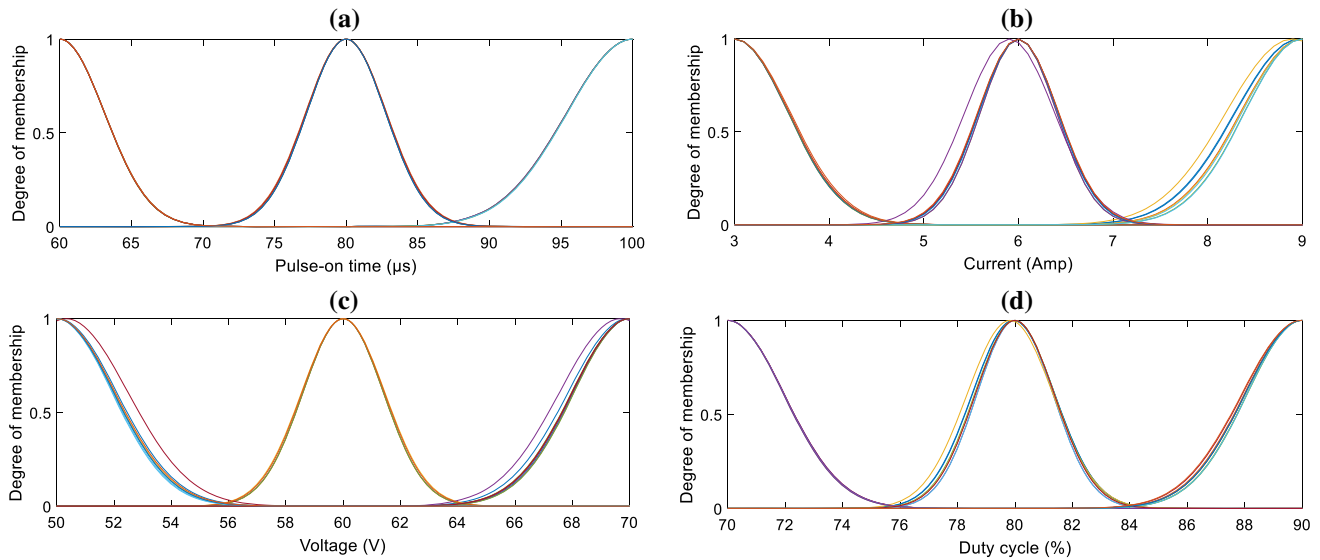 (a)
Degree of membership
1
0.5
0
60 65 70 75 80 85 90 95 100
Pulse-on time (μs)
(b)
Degree of membership
1
0.5
0
3 4 5 6 7 8 9
Current (Amp)
(c)
Degree of membership
1
0.5
0
50 52 54 56 58 60 62 64 66 68 70
Voltage (V)
(d)
Degree of membership
1
0.5
0
70 72 74 76 78 80 82 84 86 88 90
Duty cycle (%)